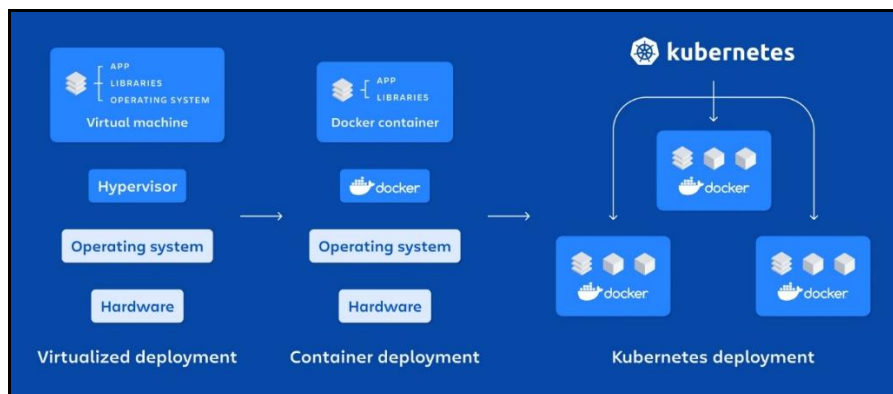 APP
LIBRARIES
OPERATING SYSTEM
Virtual machine
Hypervisor
Operating system
Hardware
Virtualized deployment
APP
LIBRARIES
Docker container
docker
Operating system
Hardware
Container deployment
kubernetes
docker
docker
docker
Kubernetes deployment